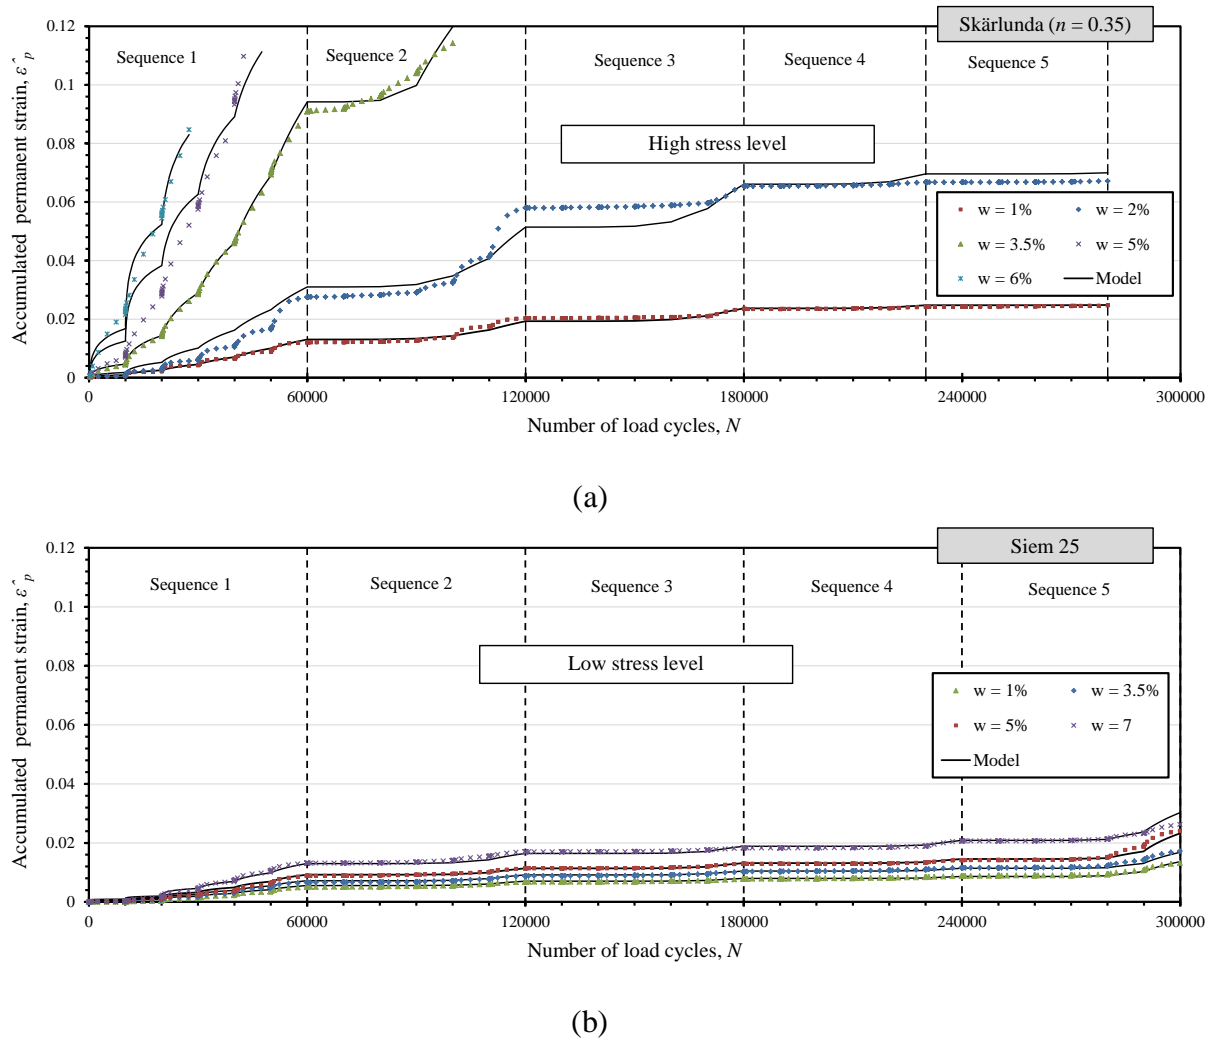 Skärlunda (n = 0.35)
0.12
0.1
0.08
0.06
0.04
0.02
0
Accumulated permanent strain, ε̂p
Sequence 1
Sequence 2
Sequence 3
Sequence 4
Sequence 5
High stress level
w = 1%
w = 2%
w = 3.5%
w = 5%
w = 6%
Model
0
60000
120000
180000
240000
300000
Number of load cycles, N
(a)
Siem 25
0.12
0.1
0.08
0.06
0.04
0.02
0
Accumulated permanent strain, ε̂p
Sequence 1
Sequence 2
Sequence 3
Sequence 4
Sequence 5
Low stress level
w = 1%
w = 3.5%
w = 5%
w = 7
Model
0
60000
120000
180000
240000
300000
Number of load cycles, N
(b)